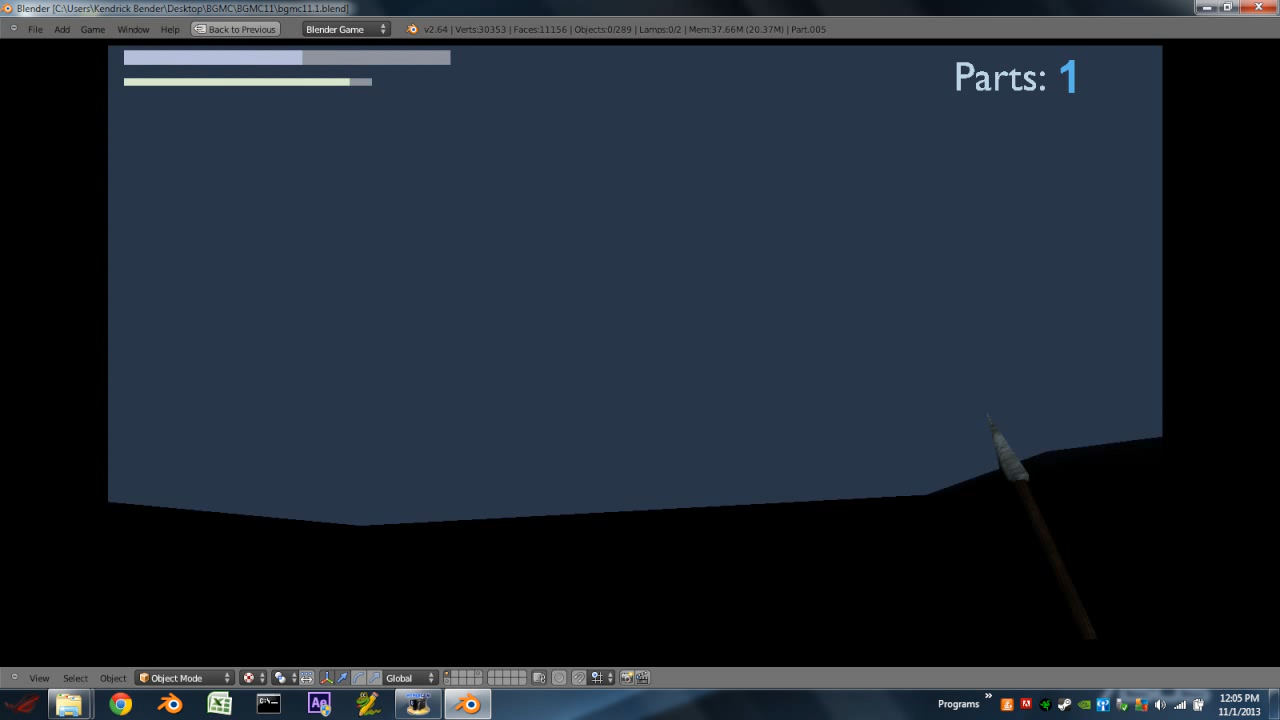 Blender [C:\Users\Kendrick Bender\Desktop\BGMC\BGMC11\bgmc11.1.blend]
File Add Game Window Help Back to Previous Blender Game v2.64 | Verts:30353 | Faces:11156 | Objects:0/289 | Lamps:0/2 | Mem:37.66M (20.37M) | Part.005
Parts: 1
View Select Object Object Mode Global
Programs » 12:05 PM
11/1/2013